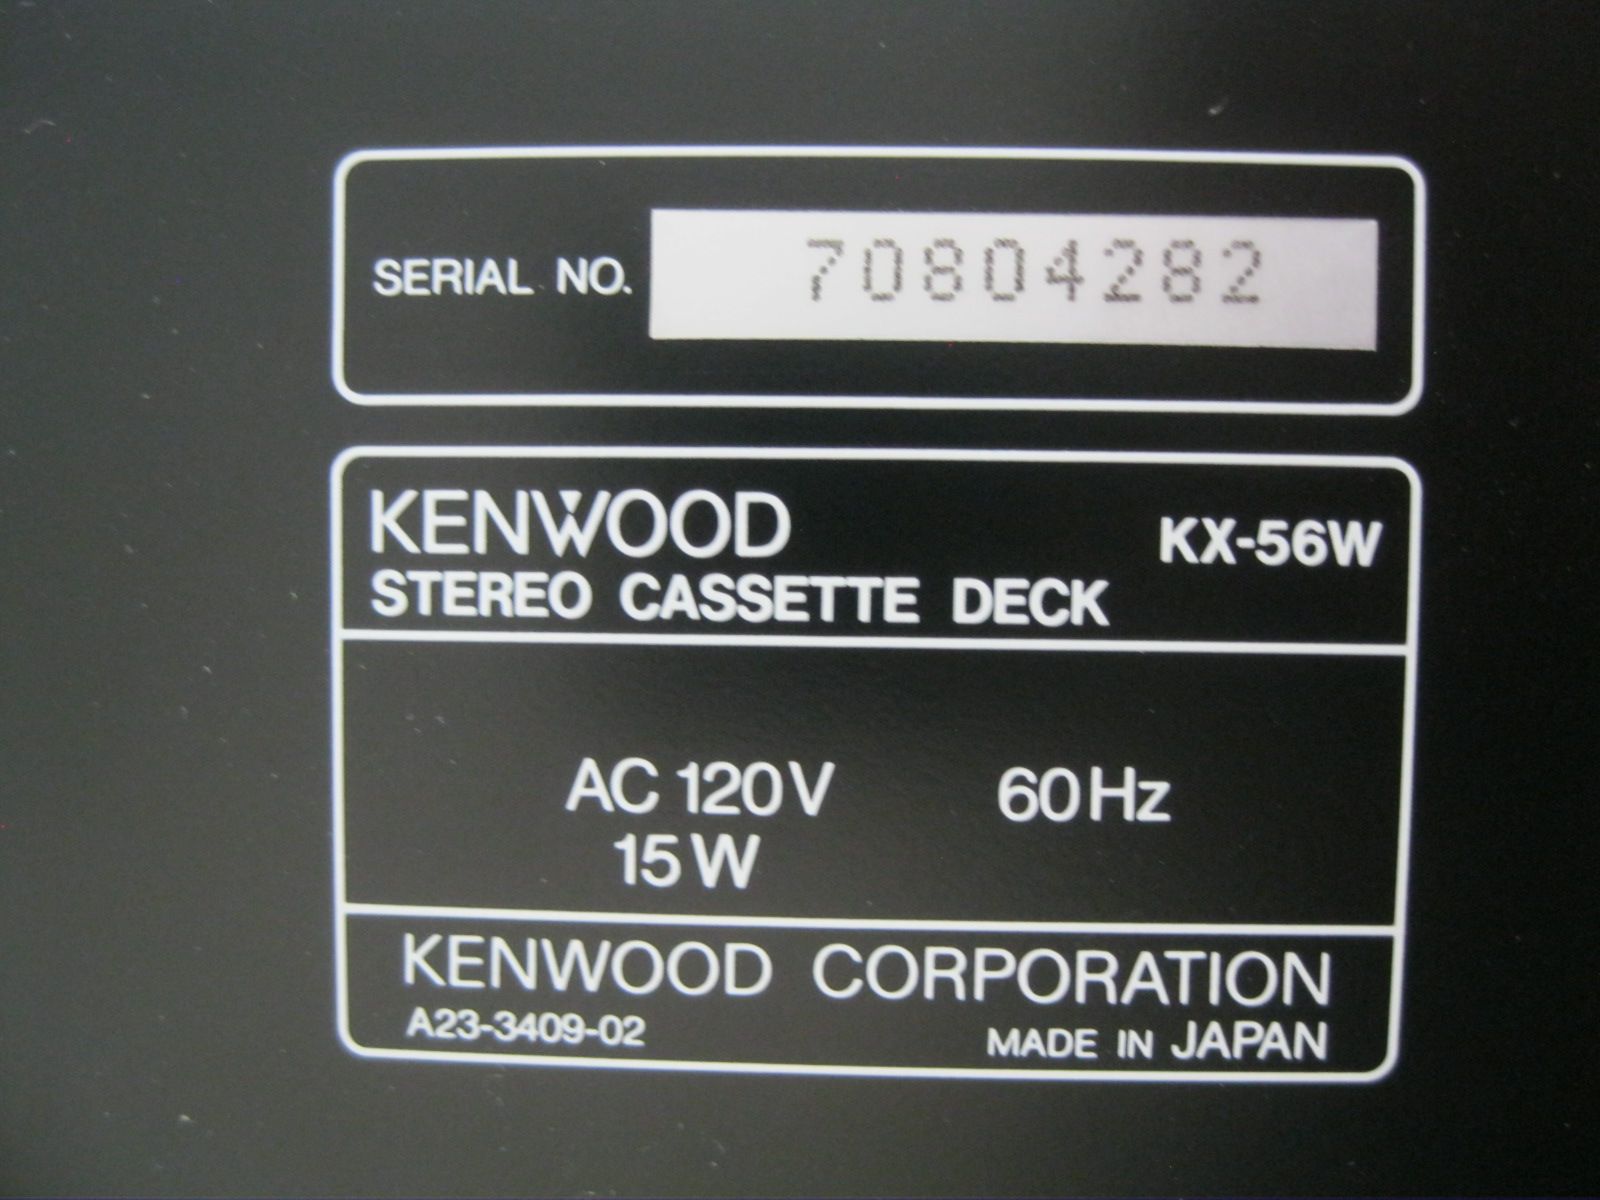 SERIAL NO. 70804282
KENWOOD KX-56W
STEREO CASSETTE DECK
AC 120V 60Hz
15W
KENWOOD CORPORATION
A23-3409-02 MADE IN JAPAN